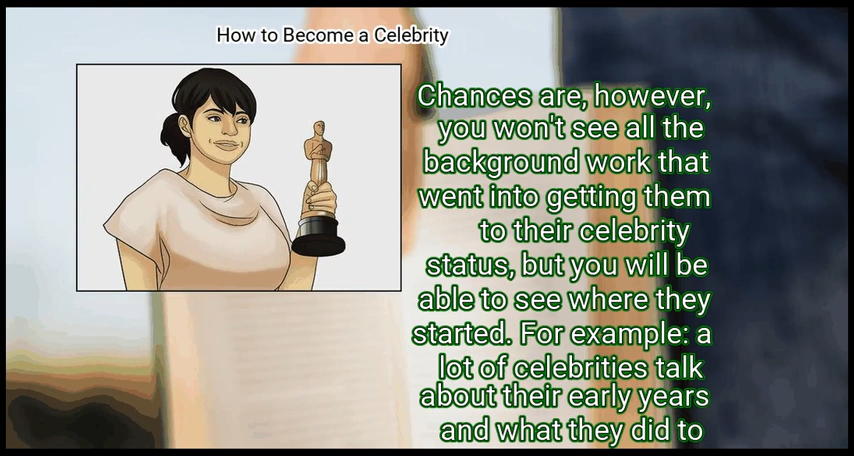 How to Become a Celebrity
Chances are, however,
you won't see all the
background work that
went into getting them
to their celebrity
status, but you will be
able to see where they
started. For example: a
lot of celebrities talk
about their early years
and what they did to